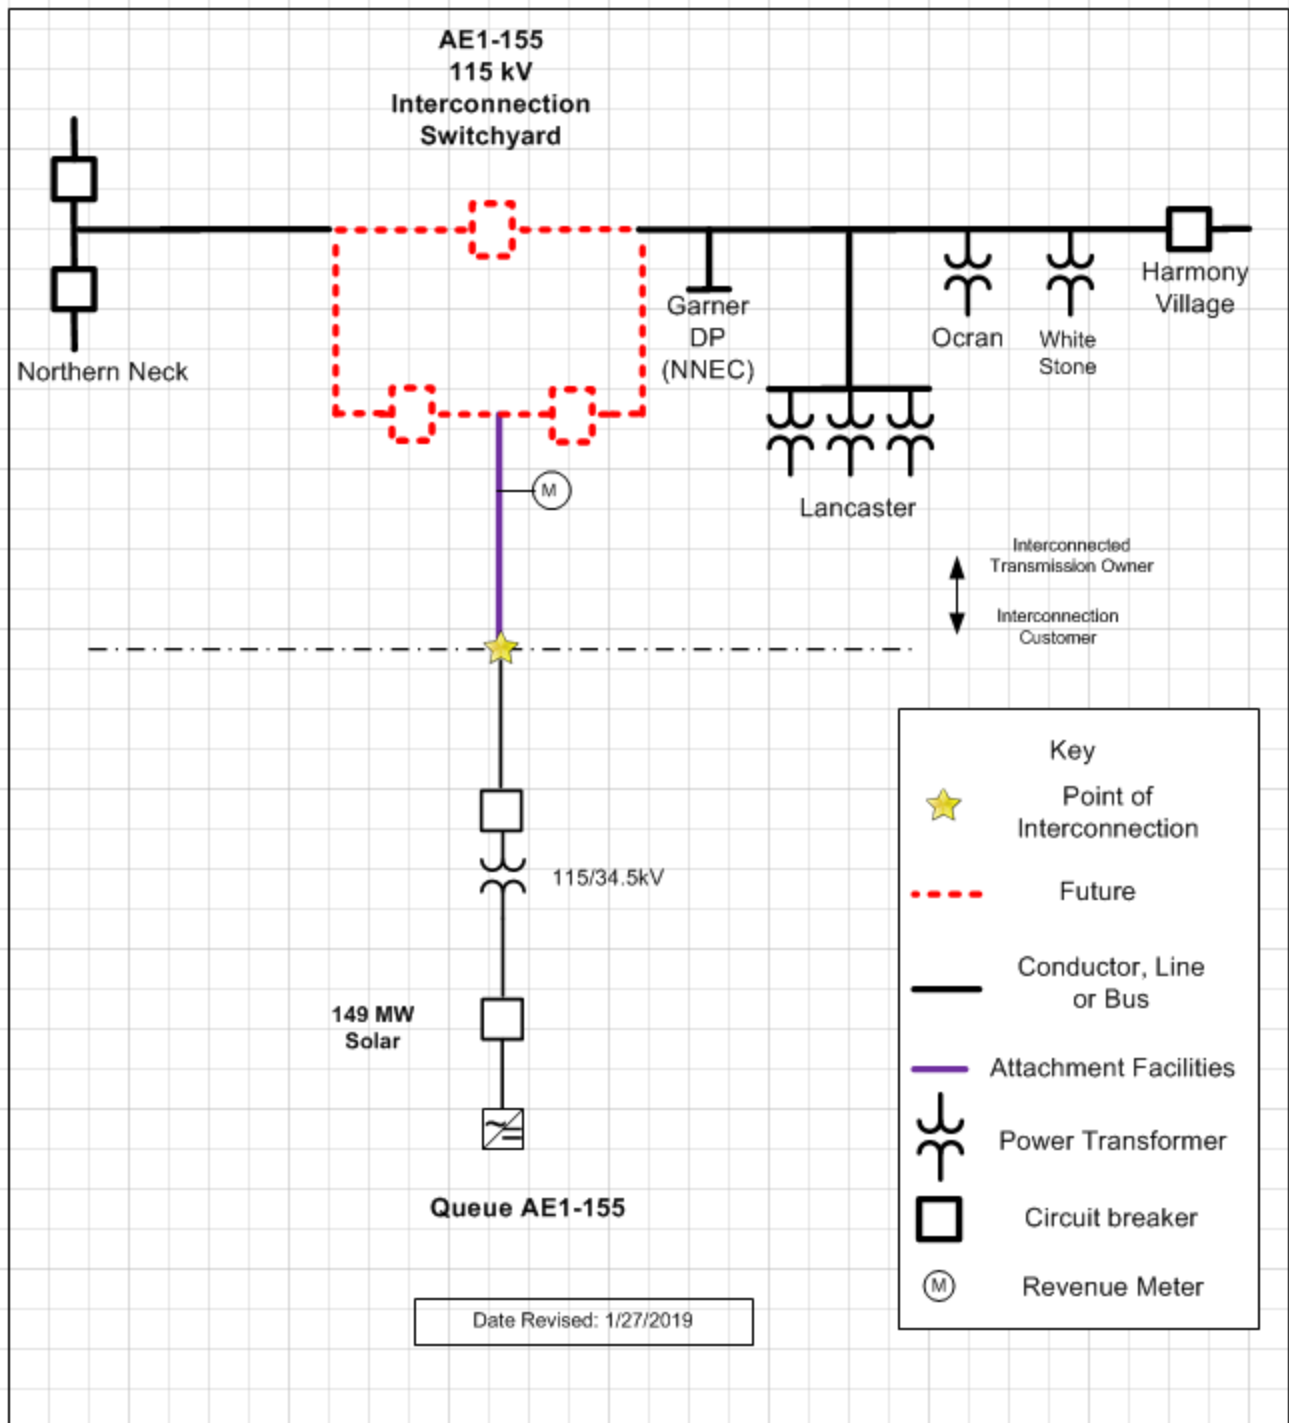 AE1-155
115 kV
Interconnection
Switchyard
Northern Neck
Garner
DP
(NNEC)
Ocran
White
Stone
Harmony
Village
Lancaster
M
Interconnected
Transmission Owner
Interconnection
Customer
115/34.5kV
149 MW
Solar
Queue AE1-155
Key
Point of
Interconnection
Future
Conductor, Line
or Bus
Attachment Facilities
Power Transformer
Circuit breaker
M
Revenue Meter
Date Revised: 1/27/2019